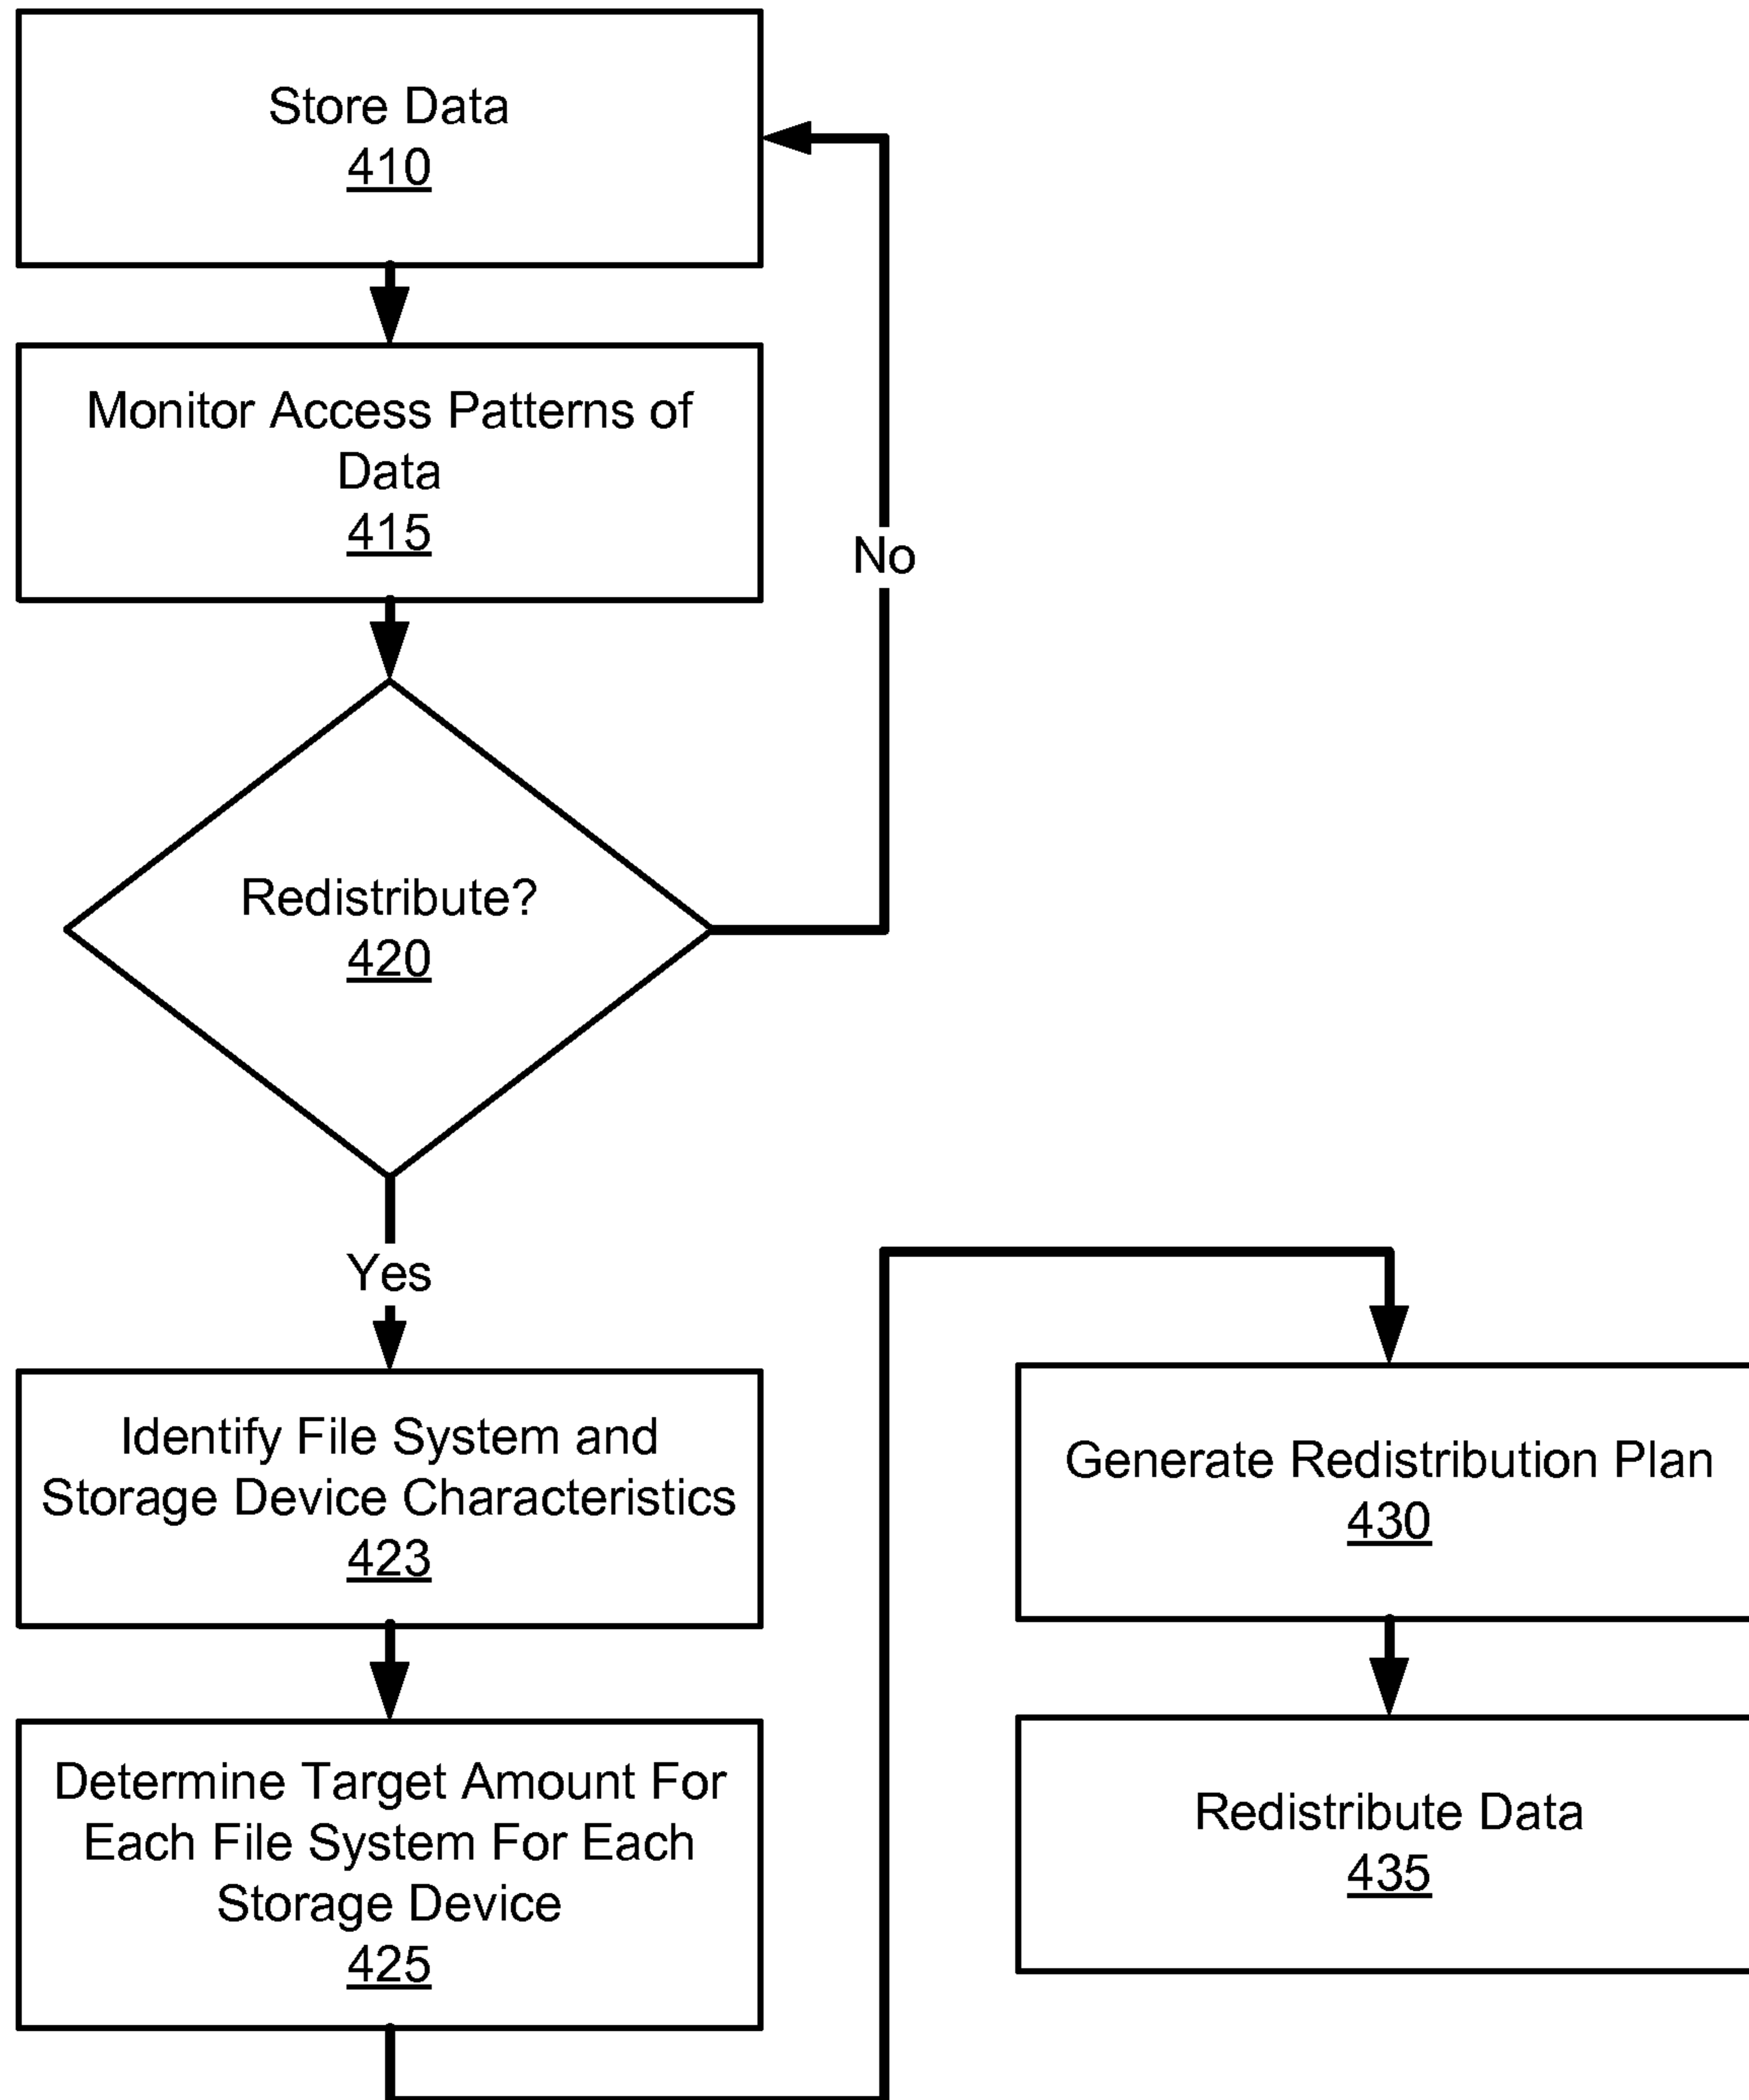 Store Data
410
Monitor Access Patterns of
Data
415
No
Redistribute?
420
Yes
Identify File System and
Storage Device Characteristics
423
Determine Target Amount For
Each File System For Each
Storage Device
425
Generate Redistribution Plan
430
Redistribute Data
435